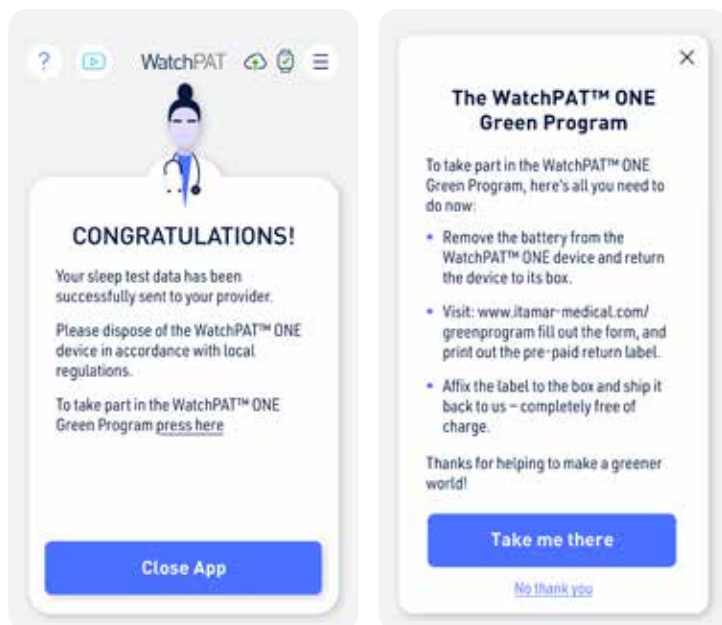 ?
WatchPAT
CONGRATULATIONS!
Your sleep test data has been
successfully sent to your provider.
Please dispose of the WatchPAT™ ONE
device in accordance with local
regulations.
To take part in the WatchPAT™ ONE
Green Program press here
Close App
The WatchPAT™ ONE
Green Program
To take part in the WatchPAT™ ONE
Green Program, here's all you need to
do now:
• Remove the battery from the
WatchPAT™ ONE device and return
the device to its box.
• Visit: www.itamar-medical.com/
greenprogram fill out the form, and
print out the pre-paid return label.
• Affix the label to the box and ship it
back to us – completely free of
charge.
Thanks for helping to make a greener
world!
Take me there
No thank you